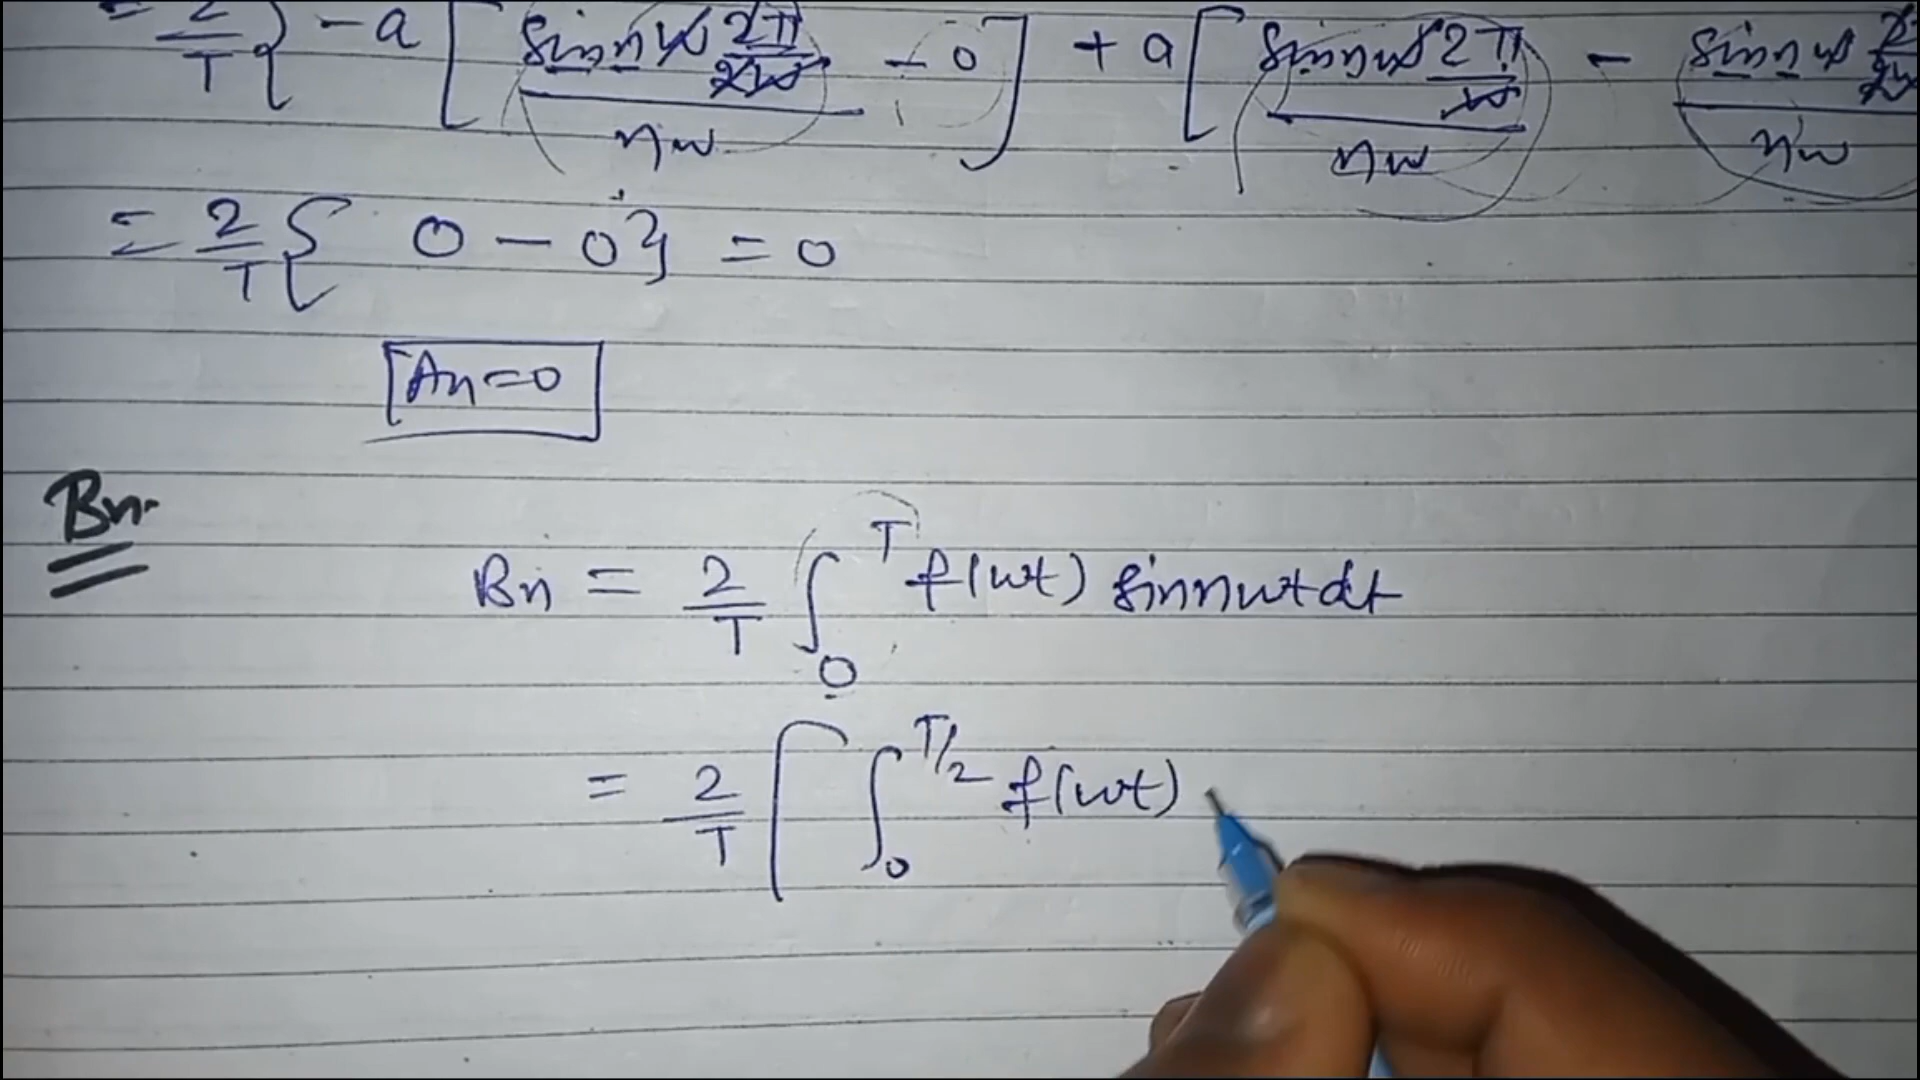 = 2/T { -a [ (sin nω 2π/2ω)/nω - 0 ] + a [ (sin nω 2π/ω)/nω - (sin nω 2π/2ω)/nω
= 2/T { 0 - 0 } = 0
An = 0
Bn.
Bn = 2/T ∫₀ᵀ f(ωt) sin nωt dt
= 2/T [ ∫₀^{T/2} f(ωt)